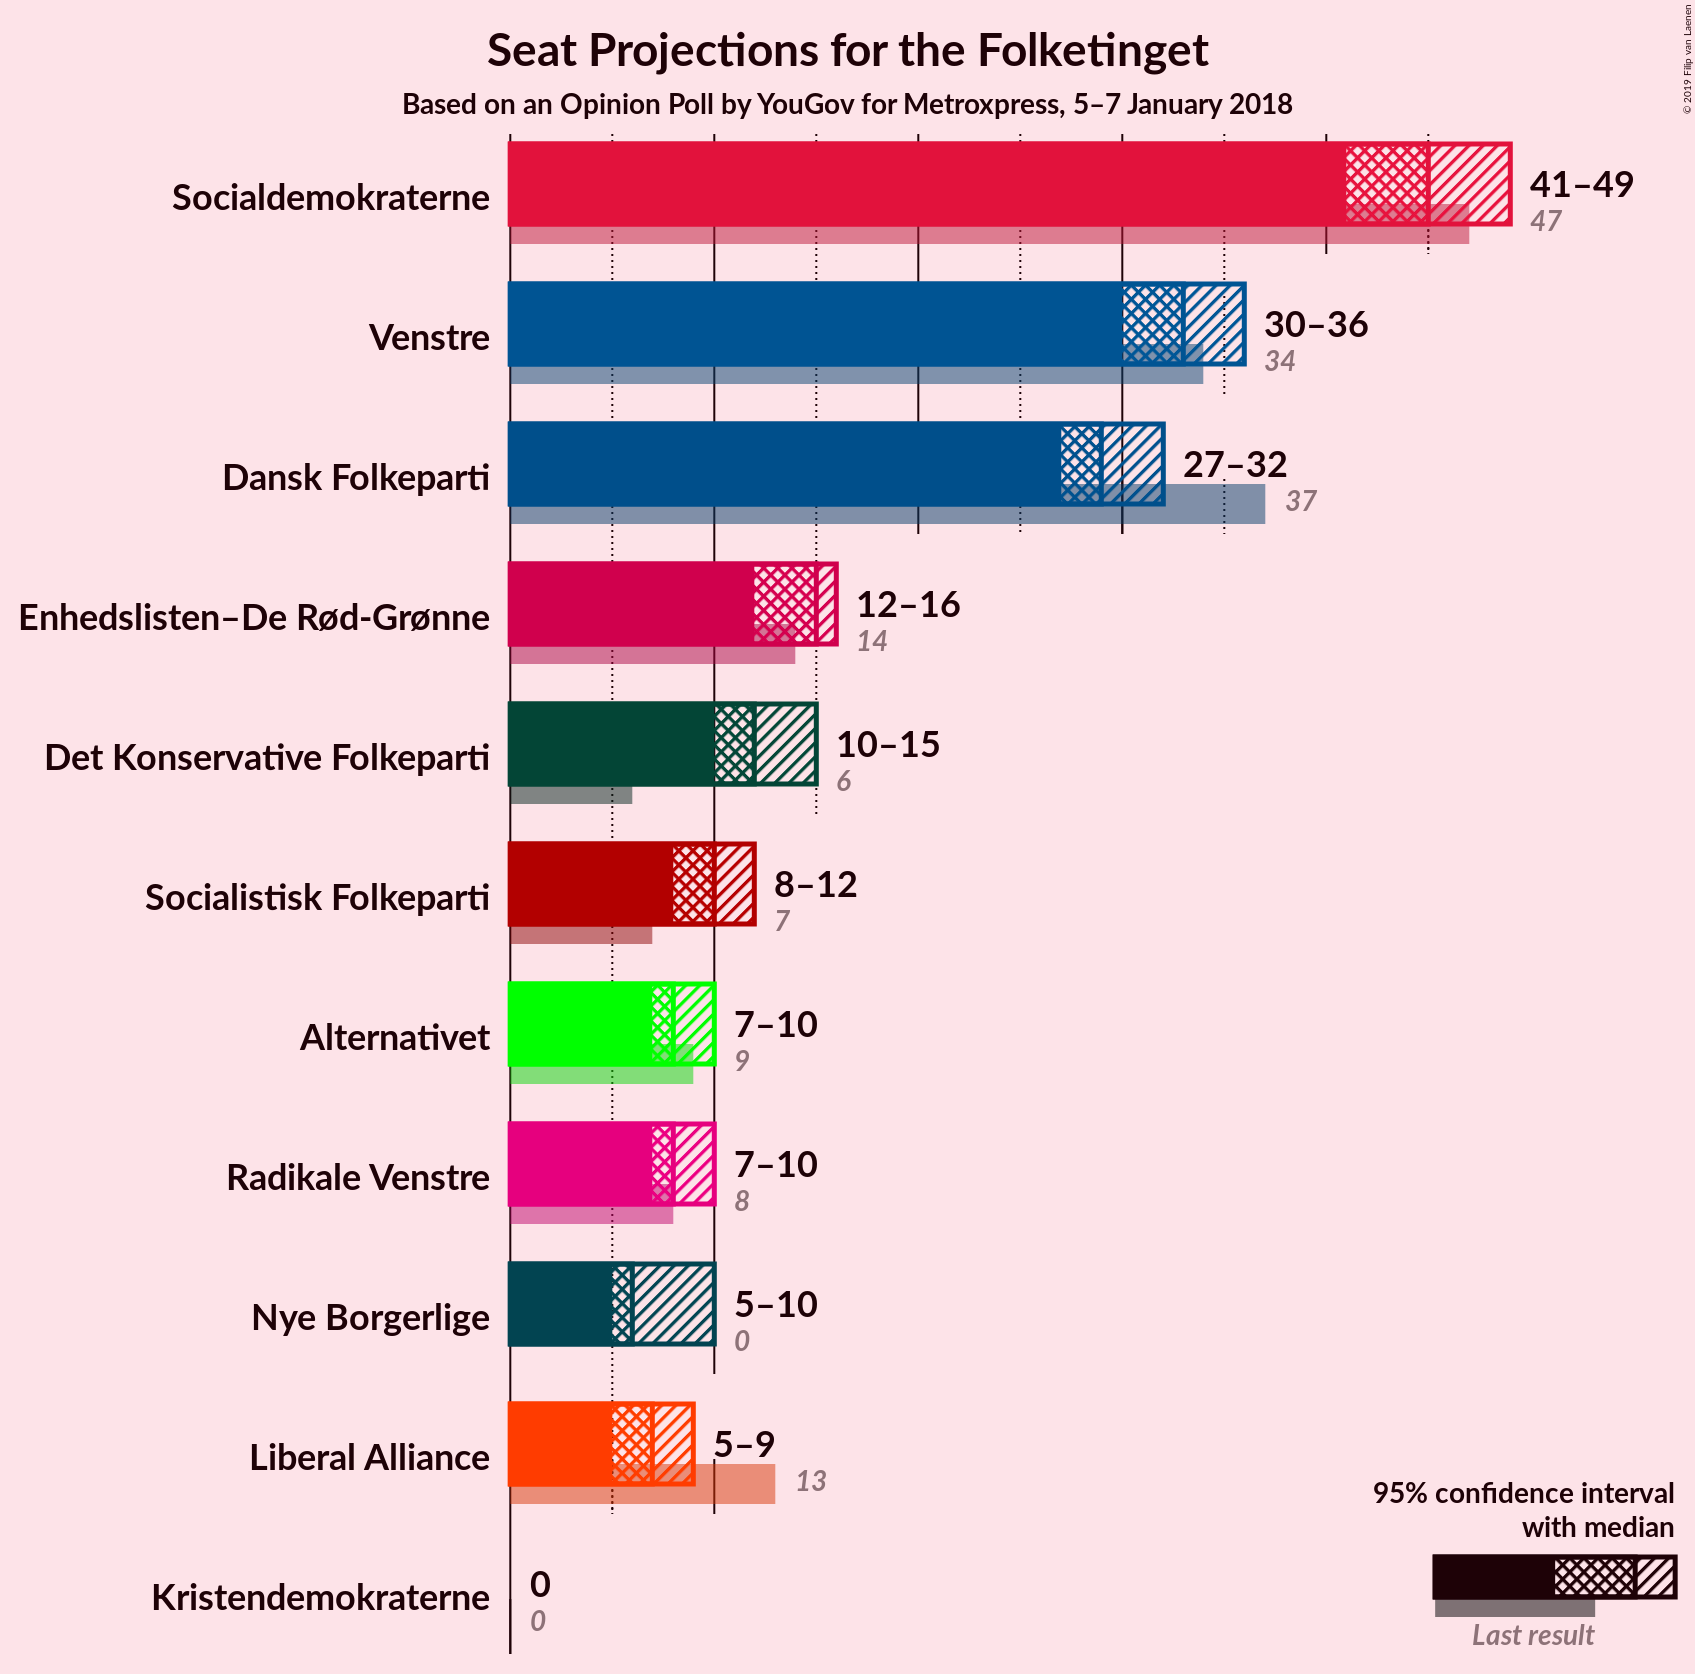 Seat Projections for the Folketinget
Based on an Opinion Poll by YouGov for Metroxpress, 5–7 January 2018
© 2019 Filip van Laenen
Socialdemokraterne
41–49
47
Venstre
30–36
34
Dansk Folkeparti
27–32
37
Enhedslisten–De Rød-Grønne
12–16
14
Det Konservative Folkeparti
10–15
6
Socialistisk Folkeparti
8–12
7
Alternativet
7–10
9
Radikale Venstre
7–10
8
Nye Borgerlige
5–10
0
Liberal Alliance
5–9
13
Kristendemokraterne
0
0
95% confidence interval
with median
Last result